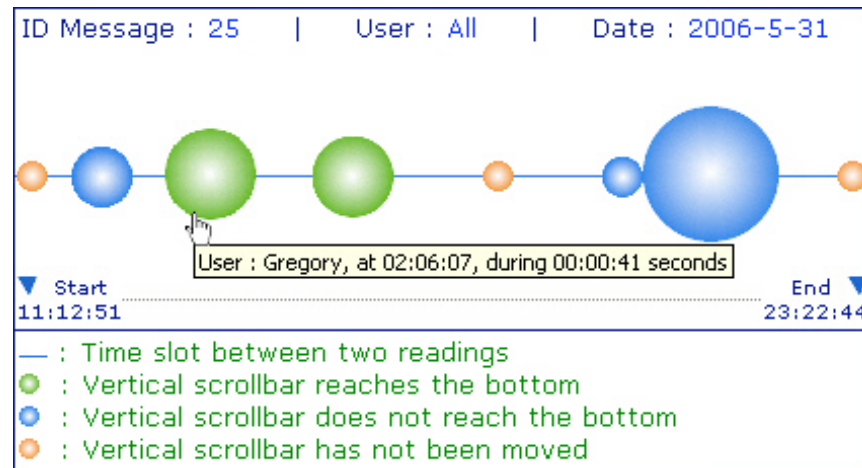 ID Message : 25 | User : All | Date : 2006-5-31
User : Gregory, at 02:06:07, during 00:00:41 seconds
Start End
11:12:51 23:22:44
: Time slot between two readings
: Vertical scrollbar reaches the bottom
: Vertical scrollbar does not reach the bottom
: Vertical scrollbar has not been moved